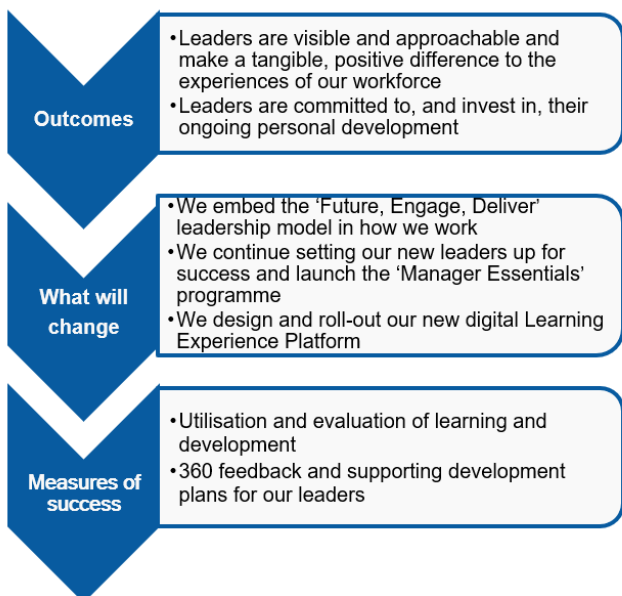 Outcomes
•Leaders are visible and approachable and
make a tangible, positive difference to the
experiences of our workforce
•Leaders are committed to, and invest in, their
ongoing personal development
What will
change
•We embed the ‘Future, Engage, Deliver’
leadership model in how we work
•We continue setting our new leaders up for
success and launch the ‘Manager Essentials’
programme
•We design and roll-out our new digital Learning
Experience Platform
Measures of
success
•Utilisation and evaluation of learning and
development
•360 feedback and supporting development
plans for our leaders